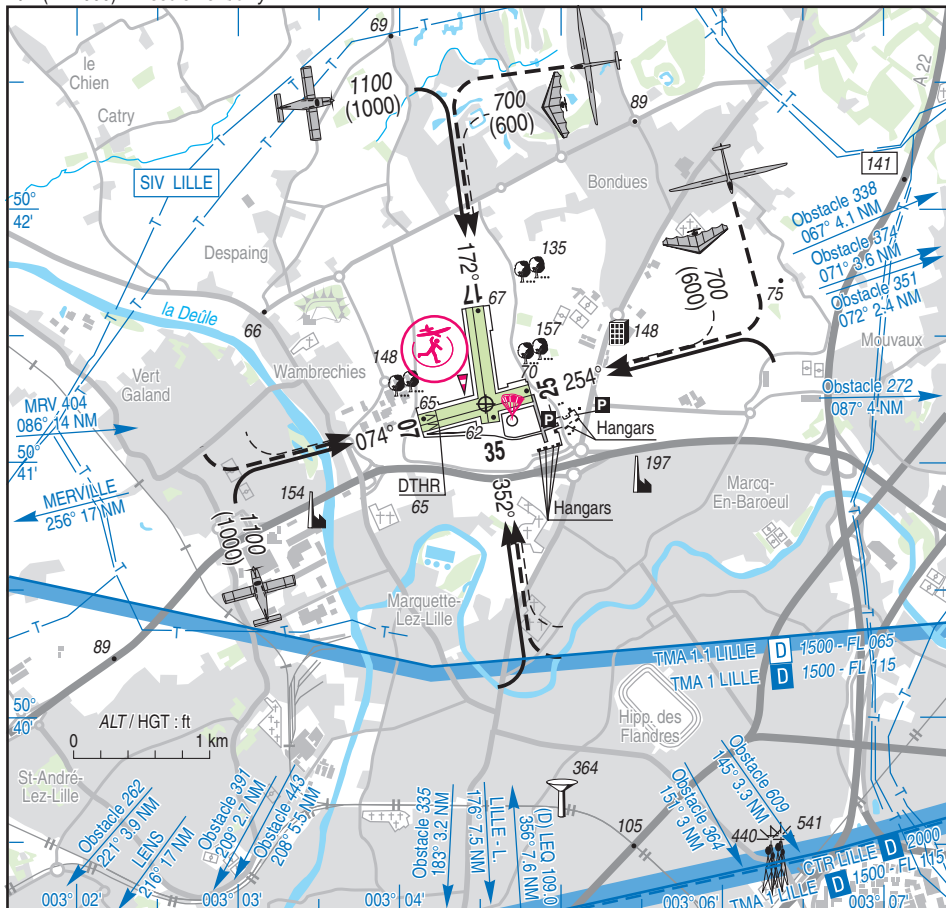 69
le
Chien
Catry
1100
(1000)
700
(600)
89
A 22
141
SIV LILLE
50°
42'
Bondues
Obstacle 338
067° 4.1 NM
Obstacle 374
071° 3.6 NM
Obstacle 351
072° 2.4 NM
Despaing
172°
17
135
67
700
(600)
75
la Deûle
66
148
157
148
Mouvaux
Wambrechies
70
Vert
Galand
25
254°
Obstacle 272
087° 4 NM
MRV 404
086° 14 NM
65
P
P
Hangars
074°
07
62
35
50°
41'
DTHR
65
197
MERVILLE
256° 17 NM
154
352°
Hangars
Marcq-
En-Baroeul
1100
(1000)
Marquette-
Lez-Lille
89
TMA 1.1 LILLE D 1500 - FL 065
TMA 1 LILLE D 1500 - FL 115
50°
40'
ALT / HGT : ft
0 1 km
Hipp. des
Flandres
St-André-
Lez-Lille
364
Obstacle 262
221° 3.9 NM
LENS
216° 17 NM
Obstacle 391
209° 2.7 NM
Obstacle 443
208° 5.5 NM
Obstacle 335
183° 3.2 NM
LILLE - L.
176° 7.5 NM
(D) LEQ 109.0
356° 7.6 NM
105
Obstacle 364
151° 3 NM
Obstacle 609
145° 3.3 NM
440
541
CTR LILLE D 2000
TMA 1 LILLE D 1500 - FL 115
003° 02'
003° 03'
003° 04'
003° 06'
003° 07'